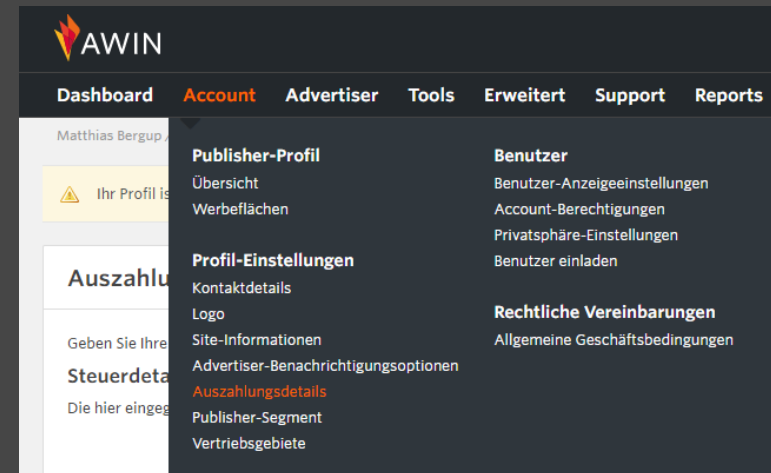 AWIN
Dashboard Account Advertiser Tools Erweitert Support Reports
Matthias Bergup /
Ihr Profil is
Auszahlu
Geben Sie Ihre
Steuerdeta
Die hier eingeg
Publisher-Profil
Übersicht
Werbeflächen
Profil-Einstellungen
Kontaktdetails
Logo
Site-Informationen
Advertiser-Benachrichtigungsoptionen
Auszahlungsdetails
Publisher-Segment
Vertriebsgebiete
Benutzer
Benutzer-Anzeigeeinstellungen
Account-Berechtigungen
Privatsphäre-Einstellungen
Benutzer einladen
Rechtliche Vereinbarungen
Allgemeine Geschäftsbedingungen